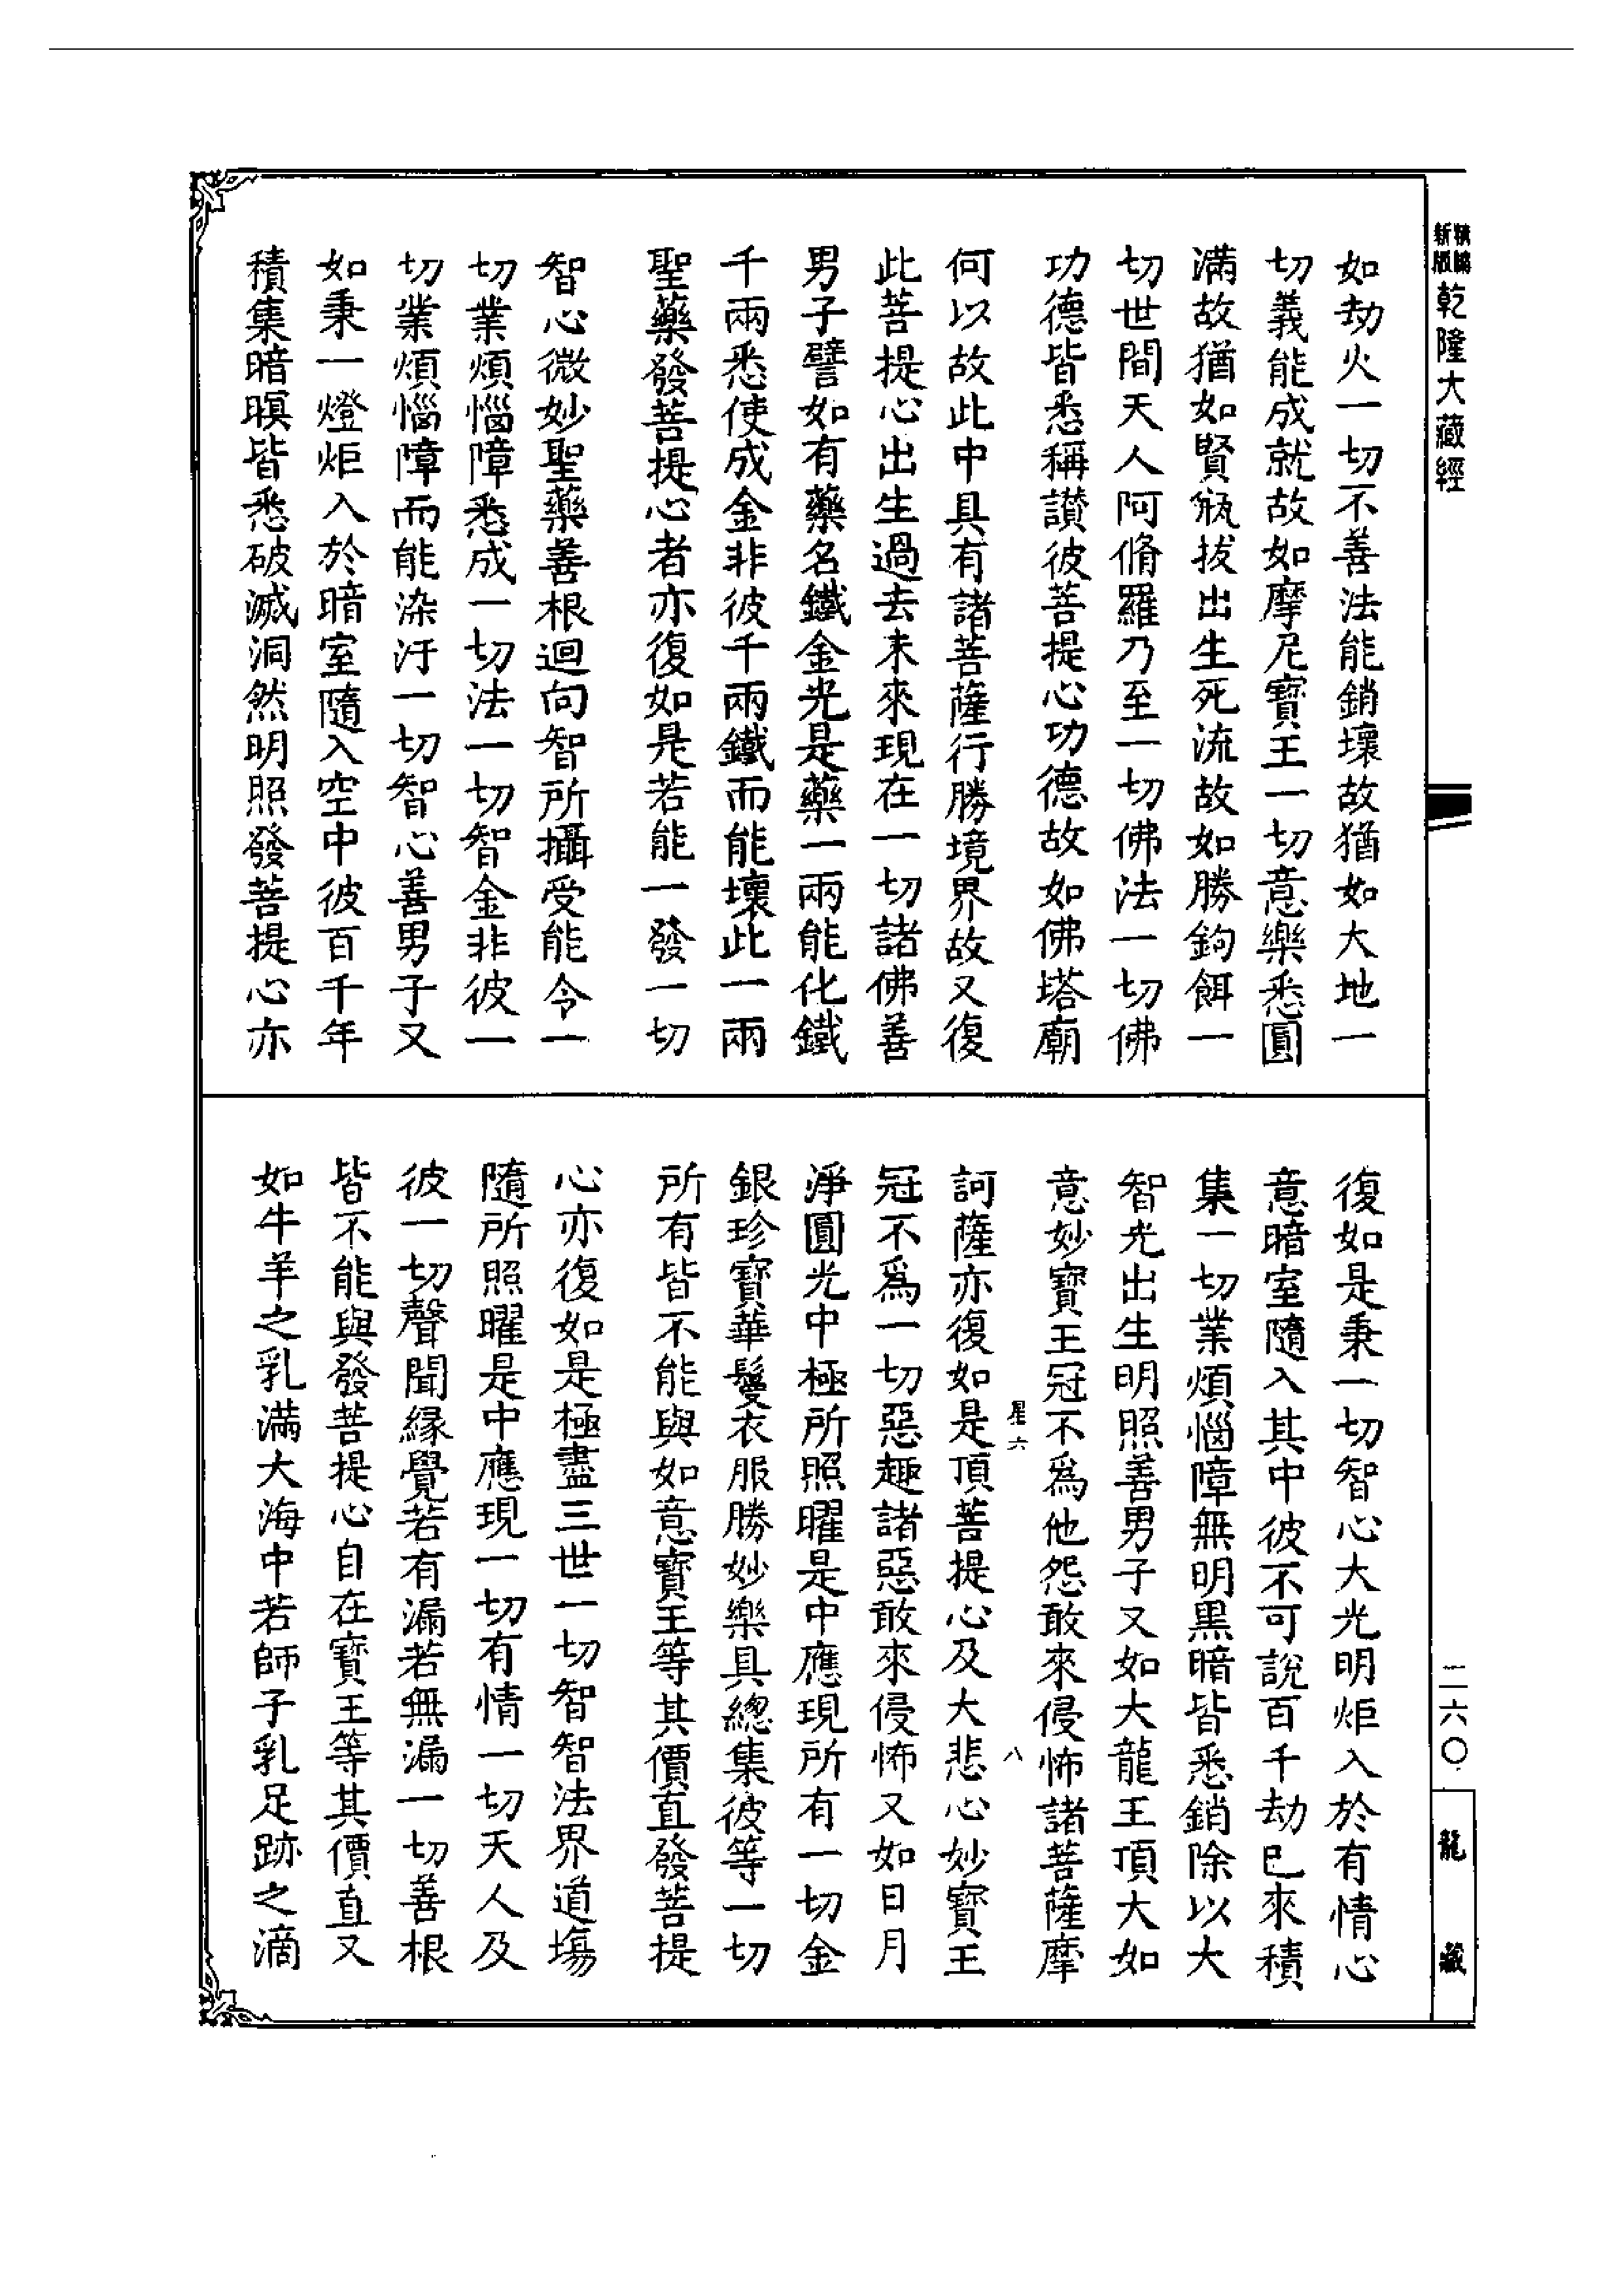 精編
新版
乾隆大藏經
如劫火一切不善法能銷壞故猶如大地一
切義能成就故如摩尼寶王一切意樂悉圓
滿故猶如賢瓶拔出生死流故如勝鉤餌一
切世間天人阿脩羅乃至一切佛法一切佛
功德皆悉稱讚彼菩提心功德故如佛塔廟
何以故此中具有諸菩薩行勝境界故又復
此菩提心出生過去未來現在一切諸佛善
男子譬如有藥名鐵金光是藥一兩能化鐵
千兩悉使成金非彼千兩鐵而能壞此一兩
聖藥發菩提心者亦復如是若能一發一切
智心微妙聖藥善根迴向智所攝受能令一
切業煩惱障悉成一切法一切智金非彼一
切業煩惱障而能染汙一切智心善男子又
如秉一燈炬入於暗室隨入空中彼百千年
積集暗暝皆悉破滅洞然明照發菩提心亦
復如是秉一切智心大光明炬入於有情心
意暗室隨入其中彼不可說百千劫已來積
集一切業煩惱障無明黑暗皆悉銷除以大
智光出生明照善男子又如大龍王頂大如
意妙寶王冠不為他怨敢來侵怖諸菩薩摩
訶薩亦復如是頂菩提心及大悲心妙寶王
冠不爲一切惡趣諸惡敢來侵怖又如日月
淨圓光中極所照曜是中應現所有一切金
銀珍寶華鬘衣服勝妙樂具總集彼等一切
所有皆不能與如意寶王等其價直發菩提
心亦復如是極盡三世一切智智法界道場
隨所照曜是中應現一切有情一切天人及
彼一切聲聞緣覺若有漏若無漏一切善根
皆不能與發菩提心自在寶王等其價直又
如牛羊之乳滿大海中若師子乳足跡之滴
星六
八
二六〇
龍藏